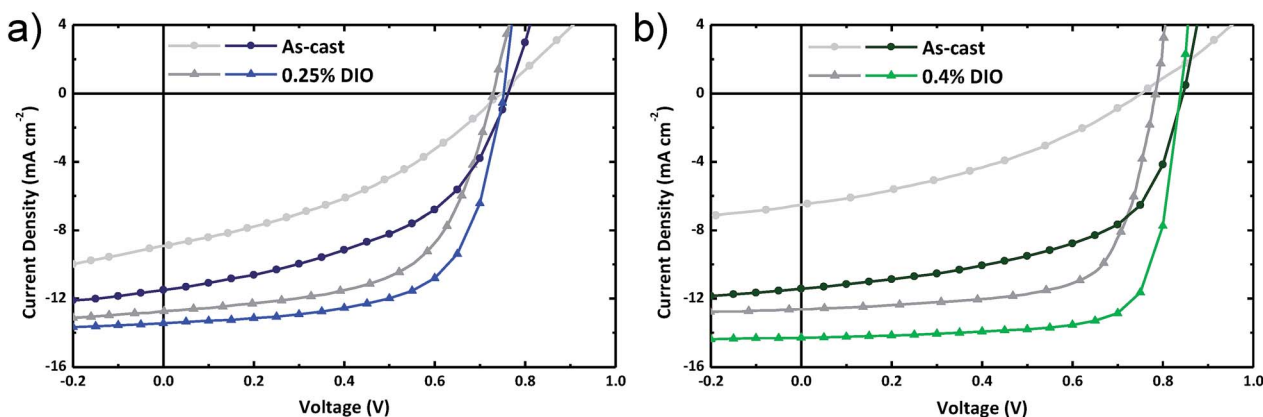 a)
As-cast
0.25% DIO
4
0
-4
-8
-12
-16
Current Density (mA cm⁻²)
-0.2 0.0 0.2 0.4 0.6 0.8 1.0
Voltage (V)
b)
As-cast
0.4% DIO
4
0
-4
-8
-12
-16
Current Density (mA cm⁻²)
-0.2 0.0 0.2 0.4 0.6 0.8 1.0
Voltage (V)